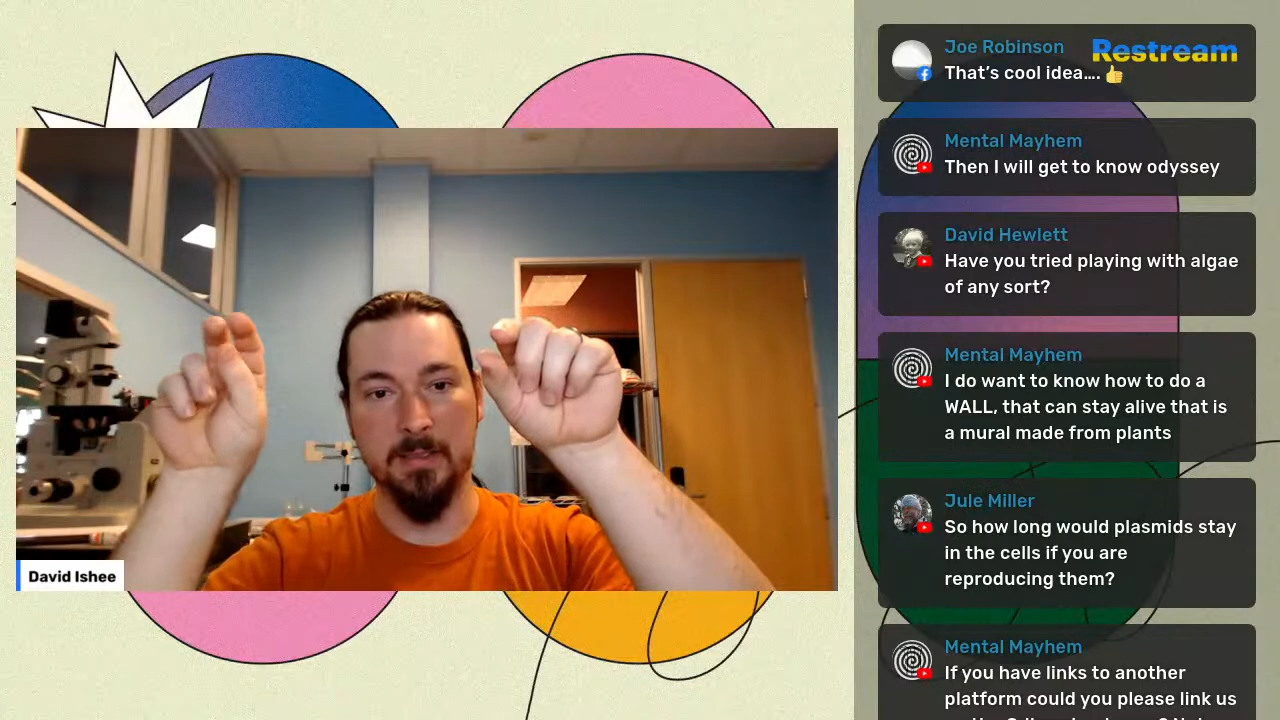 Joe Robinson
Restream
That's cool idea.... 👍
Mental Mayhem
Then I will get to know odyssey
David Hewlett
Have you tried playing with algae
of any sort?
Mental Mayhem
I do want to know how to do a
WALL, that can stay alive that is
a mural made from plants
Jule Miller
So how long would plasmids stay
in the cells if you are
reproducing them?
Mental Mayhem
If you have links to another
platform could you please link us
David Ishee